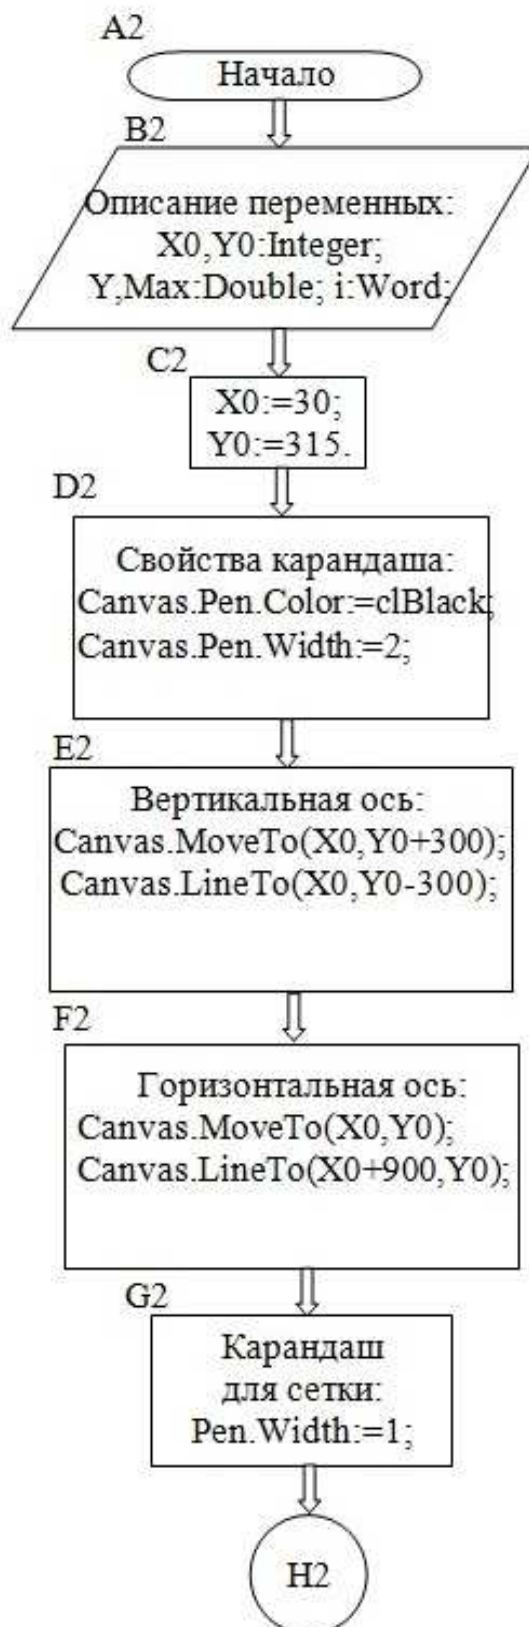 A2
Начало
B2
Описание переменных:
X0,Y0:Integer;
Y,Max:Double; i:Word;
C2
X0:=30;
Y0:=315.
D2
Свойства карандаша:
Canvas.Pen.Color:=clBlack;
Canvas.Pen.Width:=2;
E2
Вертикальная ось:
Canvas.MoveTo(X0,Y0+300);
Canvas.LineTo(X0,Y0-300);
F2
Горизонтальная ось:
Canvas.MoveTo(X0,Y0);
Canvas.LineTo(X0+900,Y0);
G2
Карандаш
для сетки:
Pen.Width:=1;
H2